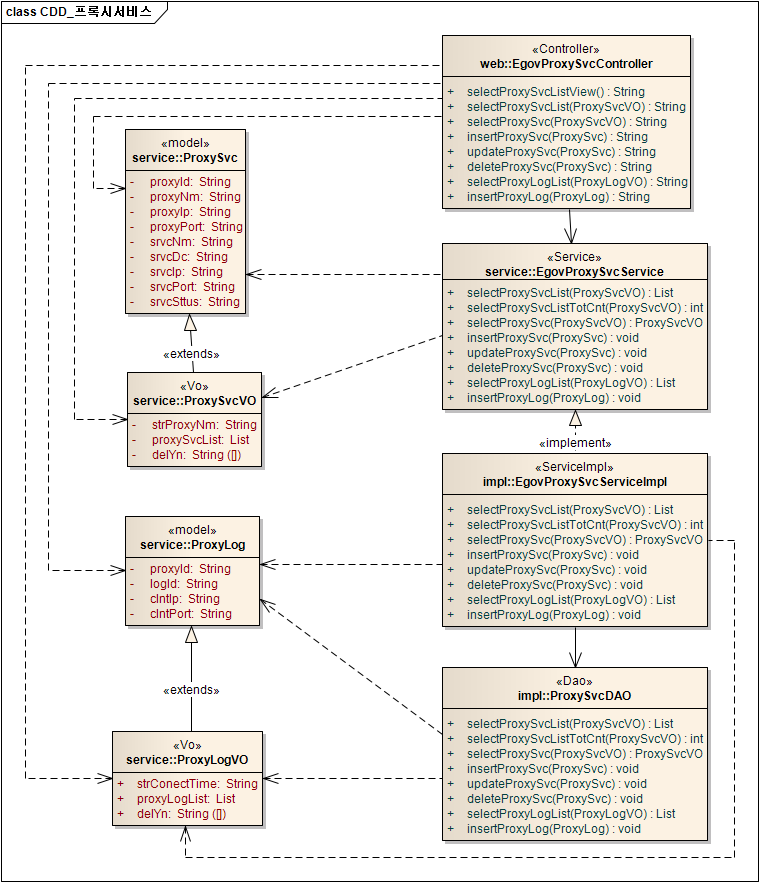 class CDD_프록시서비스
«Controller»
web::EgovProxySvcController
+ selectProxySvcListView() : String
+ selectProxySvcList(ProxySvcVO) : String
+ selectProxySvc(ProxySvcVO) : String
+ insertProxySvc(ProxySvc) : String
+ updateProxySvc(ProxySvc) : String
+ deleteProxySvc(ProxySvc) : String
+ selectProxyLogList(ProxyLogVO) : String
+ insertProxyLog(ProxyLog) : String
«model»
service::ProxySvc
- proxyId: String
- proxyNm: String
- proxyIp: String
- proxyPort: String
- srvcNm: String
- srvcDc: String
- srvcIp: String
- srvcPort: String
- srvcSttus: String
«Service»
service::EgovProxySvcService
+ selectProxySvcList(ProxySvcVO) : List
+ selectProxySvcListTotCnt(ProxySvcVO) : int
+ selectProxySvc(ProxySvcVO) : ProxySvcVO
+ insertProxySvc(ProxySvc) : void
+ updateProxySvc(ProxySvc) : void
+ deleteProxySvc(ProxySvc) : void
+ selectProxyLogList(ProxyLogVO) : List
+ insertProxyLog(ProxyLog) : void
«extends»
«Vo»
service::ProxySvcVO
- strProxyNm: String
- proxySvcList: List
- delYn: String ([])
«implement»
«ServiceImpl»
impl::EgovProxySvcServiceImpl
+ selectProxySvcList(ProxySvcVO) : List
+ selectProxySvcListTotCnt(ProxySvcVO) : int
+ selectProxySvc(ProxySvcVO) : ProxySvcVO
+ insertProxySvc(ProxySvc) : void
+ updateProxySvc(ProxySvc) : void
+ deleteProxySvc(ProxySvc) : void
+ selectProxyLogList(ProxyLogVO) : List
+ insertProxyLog(ProxyLog) : void
«model»
service::ProxyLog
- proxyId: String
- logId: String
- clntIp: String
- clntPort: String
«extends»
«Dao»
impl::ProxySvcDAO
+ selectProxySvcList(ProxySvcVO) : List
+ selectProxySvcListTotCnt(ProxySvcVO) : int
+ selectProxySvc(ProxySvcVO) : ProxySvcVO
+ insertProxySvc(ProxySvc) : void
+ updateProxySvc(ProxySvc) : void
+ deleteProxySvc(ProxySvc) : void
+ selectProxyLogList(ProxyLogVO) : List
+ insertProxyLog(ProxyLog) : void
«Vo»
service::ProxyLogVO
+ strConectTime: String
+ proxyLogList: List
+ delYn: String ([])